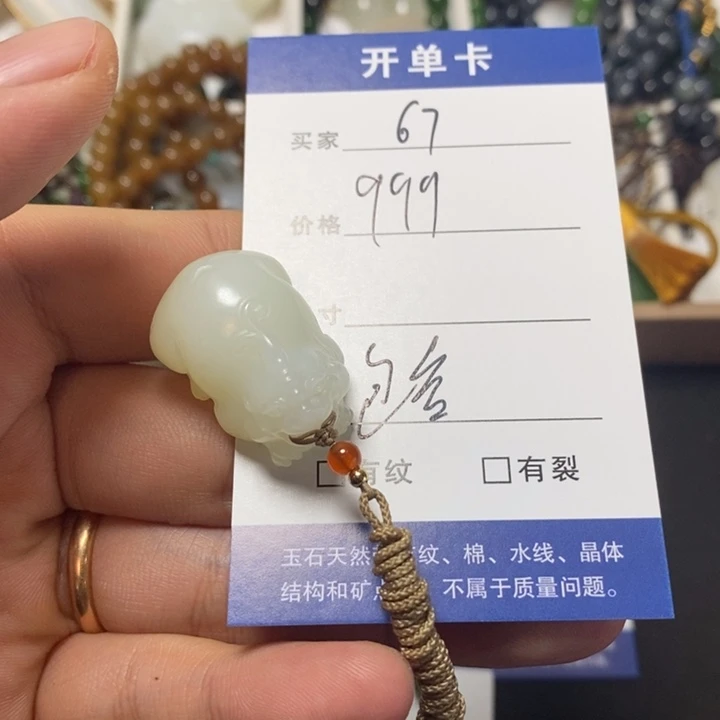 开单卡
买家 67
价格 999
寸
有纹 有裂
玉石天然 纹、棉、水线、晶体
结构和矿 不属于质量问题。